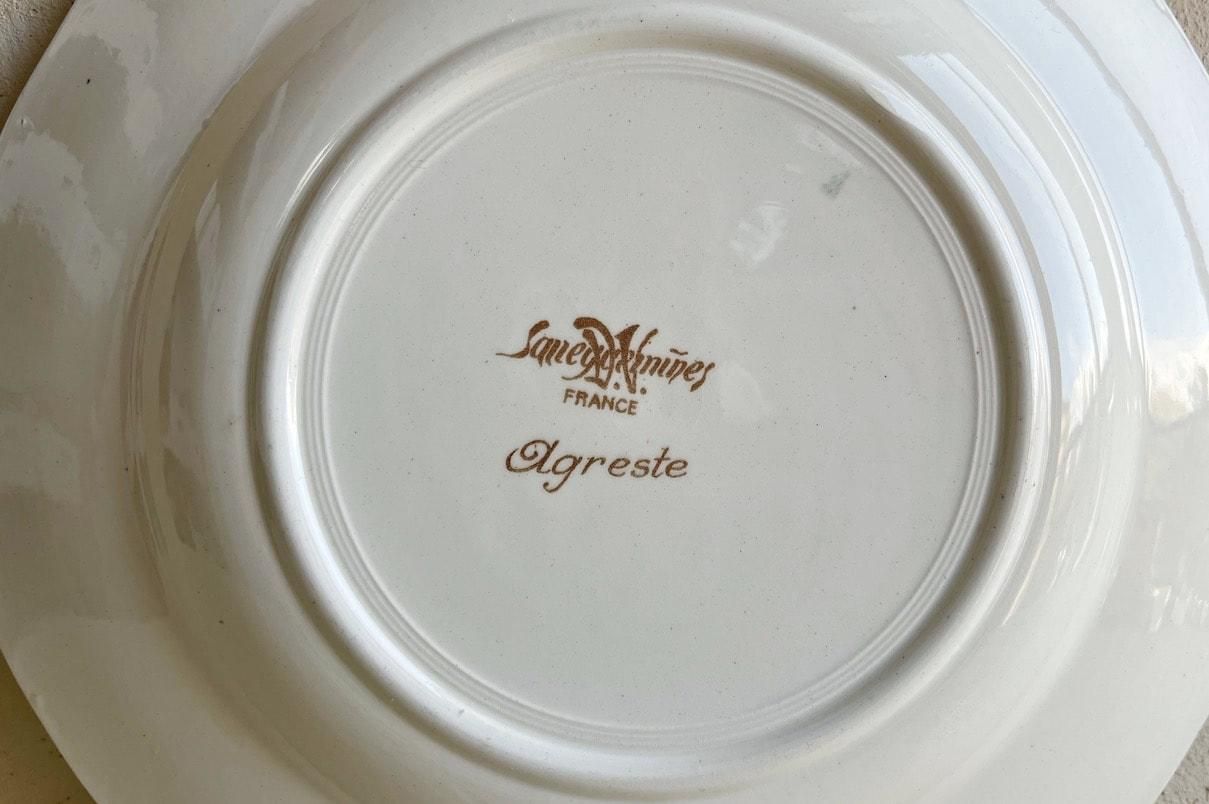 Sarreguemines
D.V.
FRANCE
Agreste